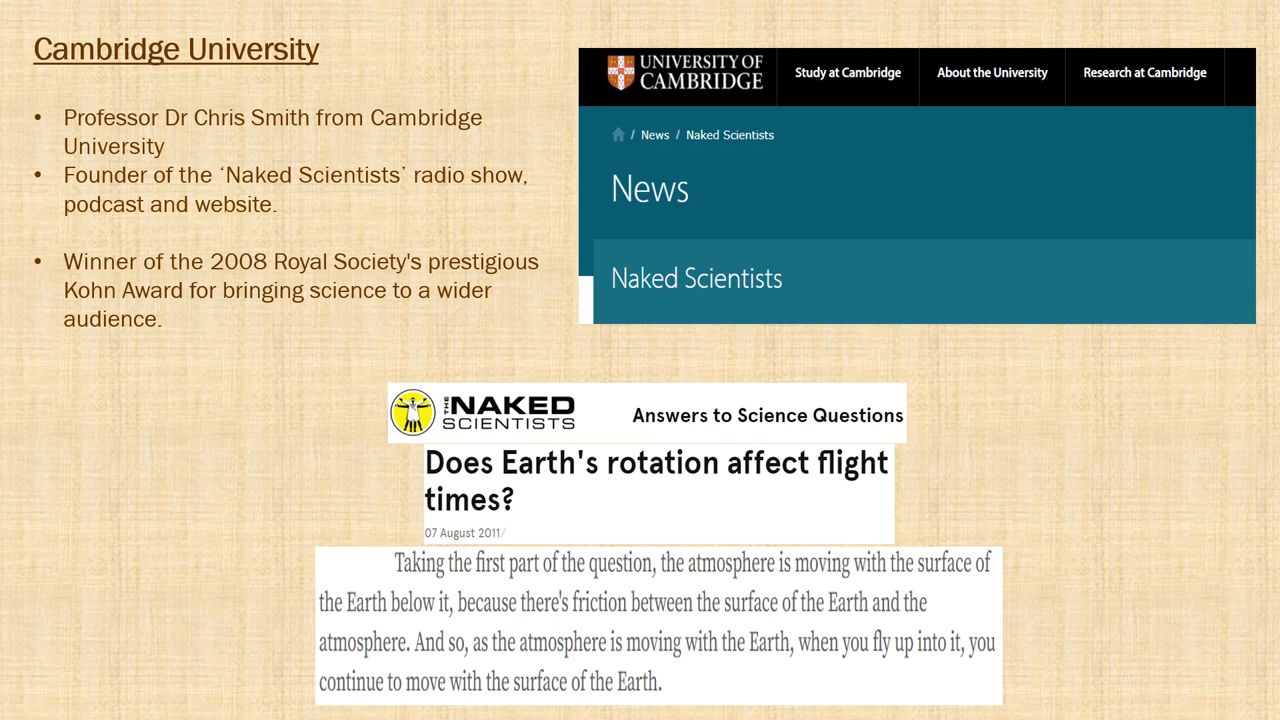 Cambridge University
• Professor Dr Chris Smith from Cambridge
University
• Founder of the ‘Naked Scientists’ radio show,
podcast and website.
• Winner of the 2008 Royal Society's prestigious
Kohn Award for bringing science to a wider
audience.
UNIVERSITY OF
CAMBRIDGE
Study at Cambridge
About the University
Research at Cambridge
/ News / Naked Scientists
News
Naked Scientists
THE NAKED
SCIENTISTS
Answers to Science Questions
Does Earth's rotation affect flight
times?
07 August 2011/
Taking the first part of the question, the atmosphere is moving with the surface of
the Earth below it, because there's friction between the surface of the Earth and the
atmosphere. And so, as the atmosphere is moving with the Earth, when you fly up into it, you
continue to move with the surface of the Earth.